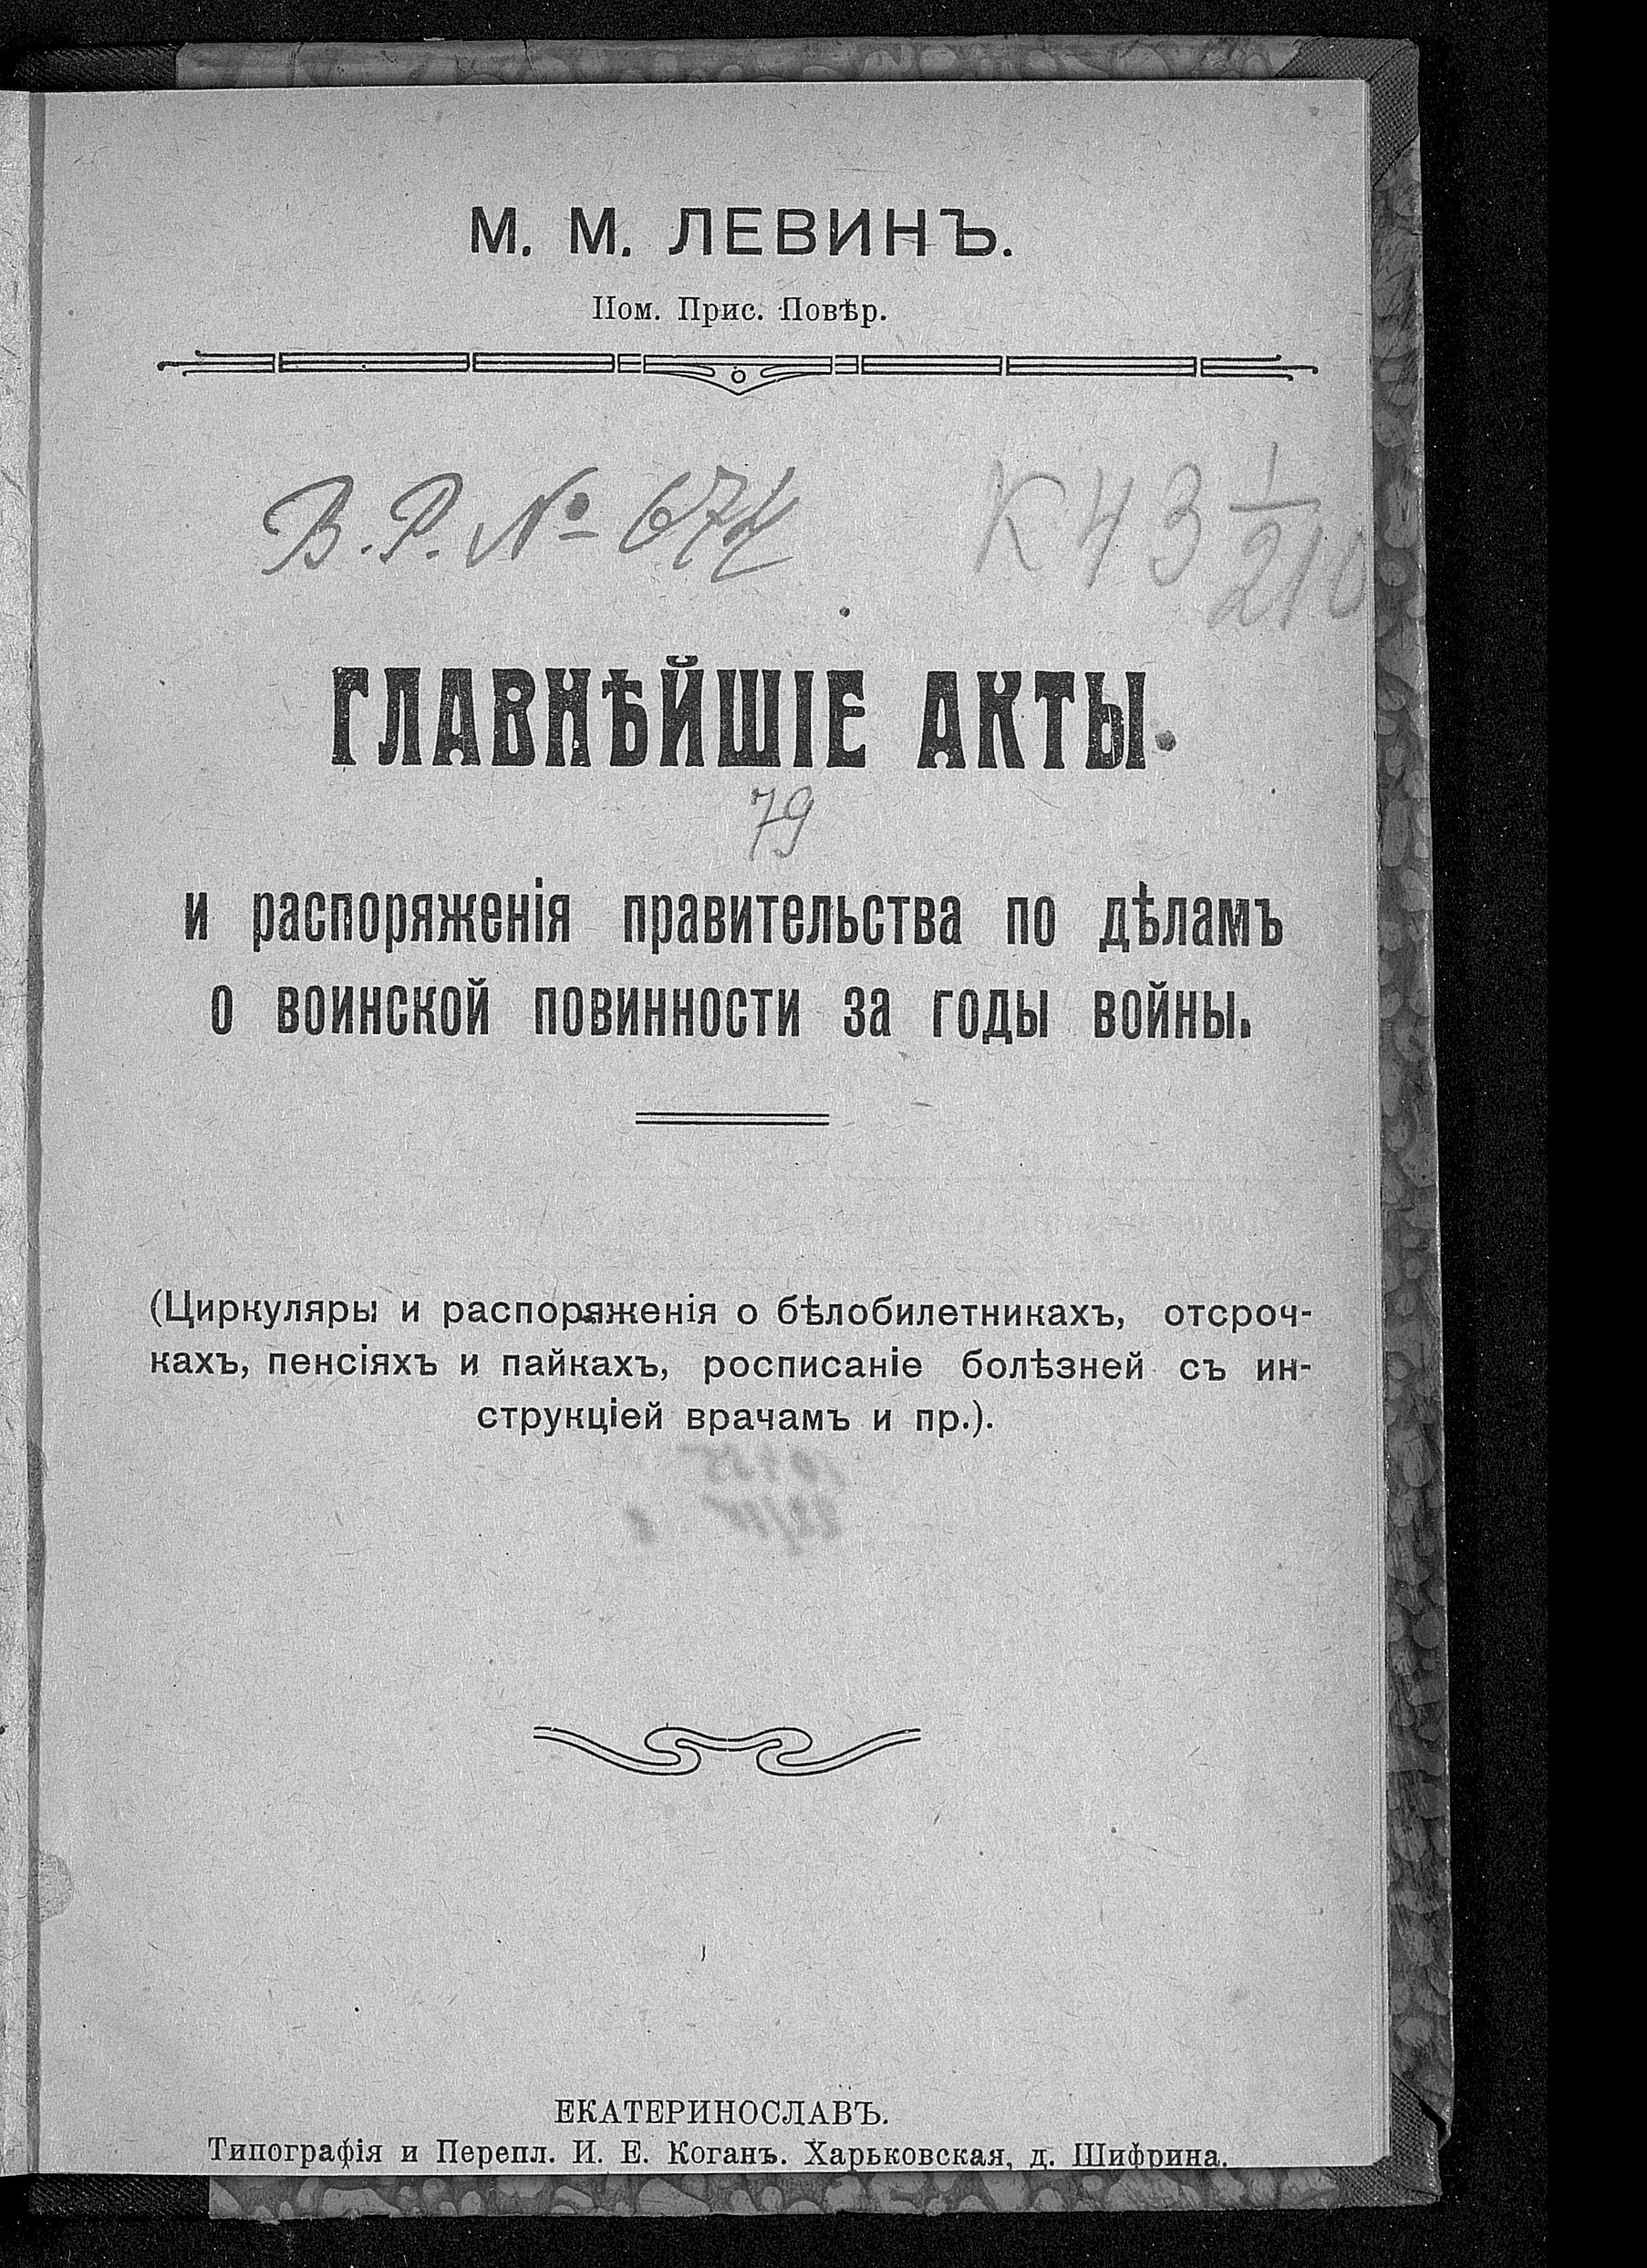 М. М. ЛЕВИНЪ.
Пом. Прис. Повѣр.
В. Р. №
К 43 1/210
ГЛАВНѢЙШІЕ АКТЫ
79
и распоряженія правительства по дѣламъ
о воинской повинности за годы войны.
(Циркуляры и распоряженія о бѣлобилетникахъ, отсроч-
кахъ, пенсіяхъ и пайкахъ, росписаніе болѣзней съ ин-
струкціей врачамъ и пр.).
ЕКАТЕРИНОСЛАВЪ.
Типографія и Перепл. И. Е. Коганъ. Харьковская, д. Шифрина.